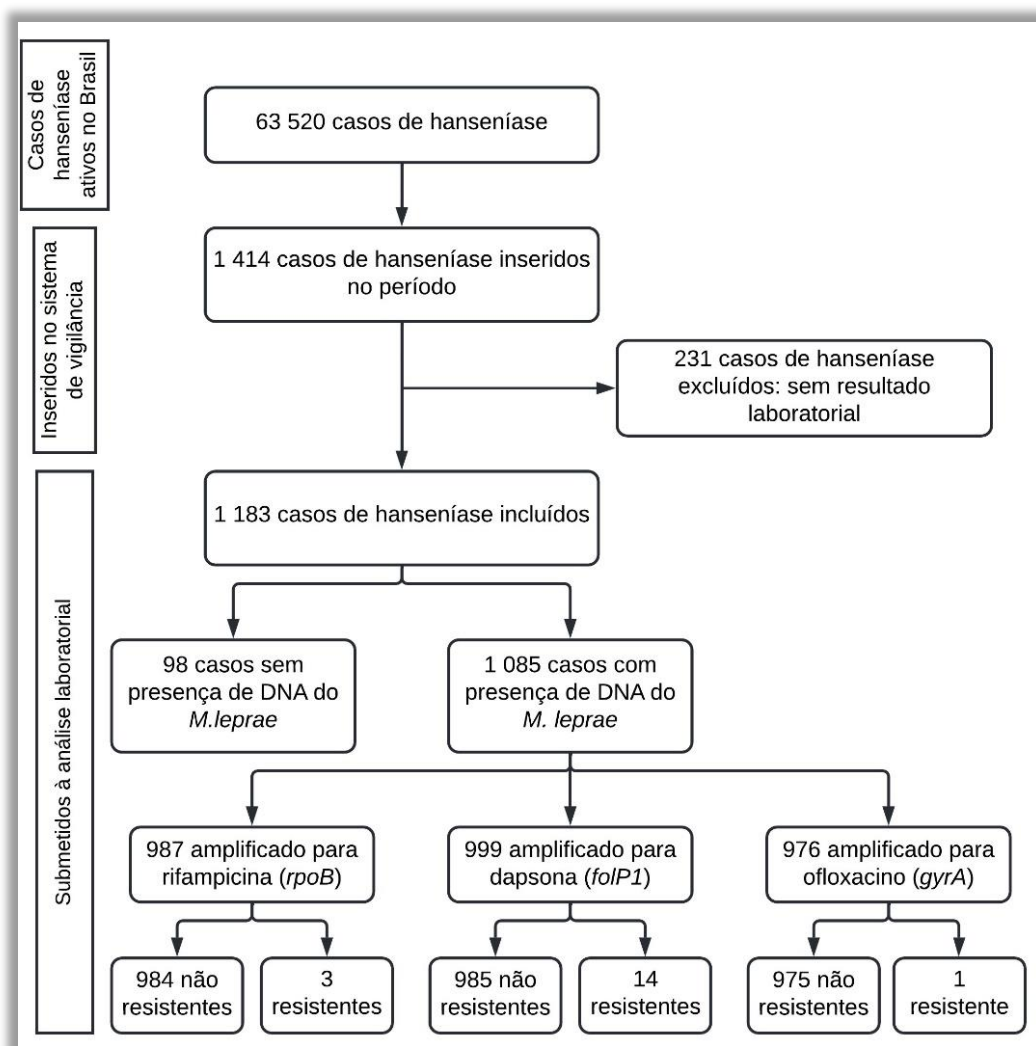 Casos de
hanseníase
ativos no Brasil
63 520 casos de hanseníase
Inseridos no sistema
de vigilância
1 414 casos de hanseníase inseridos
no período
231 casos de hanseníase
excluídos: sem resultado
laboratorial
Submetidos à análise laboratorial
1 183 casos de hanseníase incluídos
98 casos sem
presença de DNA do
M.leprae
1 085 casos com
presença de DNA do
M. leprae
987 amplificado para
rifampicina (rpoB)
999 amplificado para
dapsona (folP1)
976 amplificado para
ofloxacino (gyrA)
984 não
resistentes
3
resistentes
985 não
resistentes
14
resistentes
975 não
resistentes
1
resistente